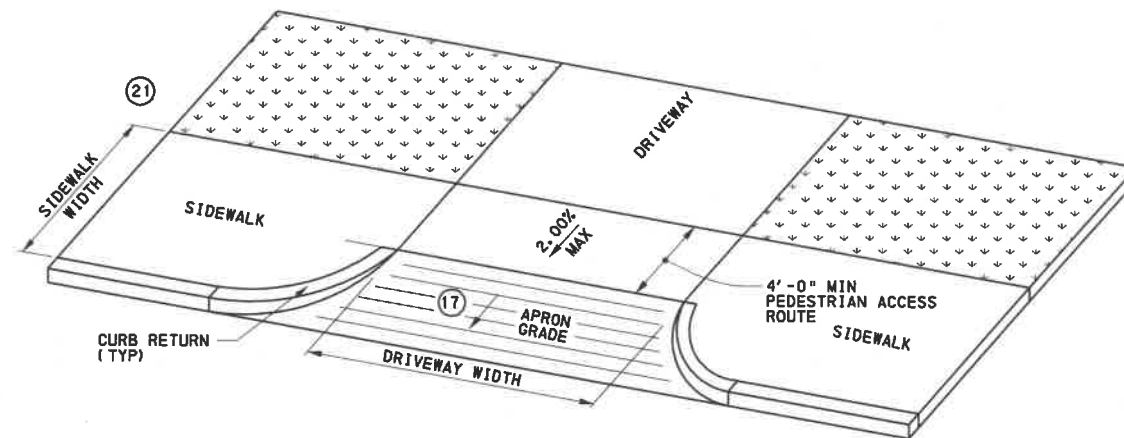 21
DRIVEWAY
SIDEWALK
WIDTH
SIDEWALK
2.00%
MAX
4'-0" MIN
PEDESTRIAN ACCESS
ROUTE
SIDEWALK
17
APRON
GRADE
CURB RETURN
(TYP)
DRIVEWAY WIDTH